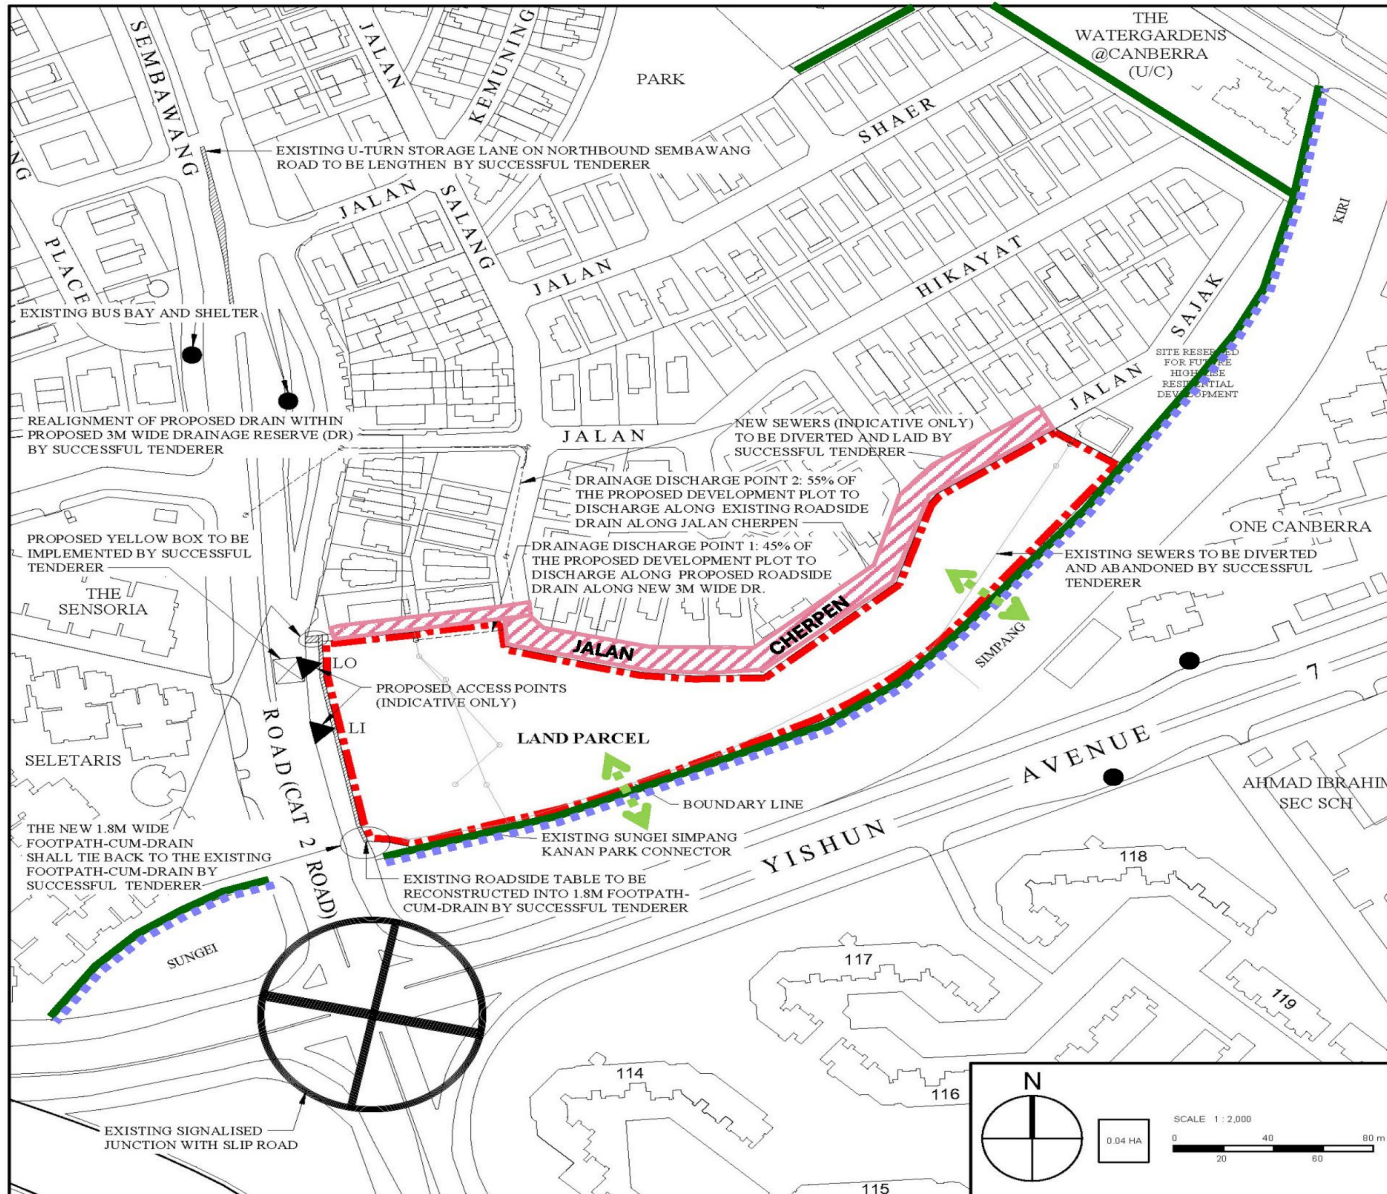 THE
WATERGARDENS
@CANBERRA
(U/C)
SEMBAWANG
JALAN
KEMUNING
PARK
SHAER
EXISTING U-TURN STORAGE LANE ON NORTHBOUND SEMBAWANG
ROAD TO BE LENGTHEN BY SUCCESSFUL TENDERER
ANG
PLACE
JALAN
SALANG
JALAN
HIKAYAT
KIRI
SAJAK
JALAN
EXISTING BUS BAY AND SHELTER
SITE RESERVED
FOR FUTURE
HIGH-RISE
RESIDENTIAL
DEVELOPMENT
REALIGNMENT OF PROPOSED DRAIN WITHIN
PROPOSED 3M WIDE DRAINAGE RESERVE (DR)
BY SUCCESSFUL TENDERER
JALAN
NEW SEWERS (INDICATIVE ONLY)
TO BE DIVERTED AND LAID BY
SUCCESSFUL TENDERER
DRAINAGE DISCHARGE POINT 2: 55% OF
THE PROPOSED DEVELOPMENT PLOT TO
DISCHARGE ALONG EXISTING ROADSIDE
DRAIN ALONG JALAN CHERPEN
DRAINAGE DISCHARGE POINT 1: 45% OF
THE PROPOSED DEVELOPMENT PLOT TO
DISCHARGE ALONG PROPOSED ROADSIDE
DRAIN ALONG NEW 3M WIDE DR.
PROPOSED YELLOW BOX TO BE
IMPLEMENTED BY SUCCESSFUL
TENDERER
ONE CANBERRA
EXISTING SEWERS TO BE DIVERTED
AND ABANDONED BY SUCCESSFUL
TENDERER
THE
SENSORIA
JALAN
CHERPEN
SIMPANG
LO
PROPOSED ACCESS POINTS
(INDICATIVE ONLY)
LI
LAND PARCEL
SELETARIS
ROAD (CAT 2 ROAD)
BOUNDARY LINE
YISHUN
AVENUE
7
AHMAD IBRAHIM
SEC SCH
EXISTING SUNGEI SIMPANG
KANAN PARK CONNECTOR
THE NEW 1.8M WIDE
FOOTPATH-CUM-DRAIN
SHALL TIE BACK TO THE EXISTING
FOOTPATH-CUM-DRAIN BY
SUCCESSFUL TENDERER
EXISTING ROADSIDE TABLE TO BE
RECONSTRUCTED INTO 1.8M FOOTPATH-
CUM-DRAIN BY SUCCESSFUL TENDERER
SUNGEI
118
117
119
116
114
115
EXISTING SIGNALISED
JUNCTION WITH SLIP ROAD
N
0.04 HA
SCALE 1 : 2,000
0 40 80 m
20 60